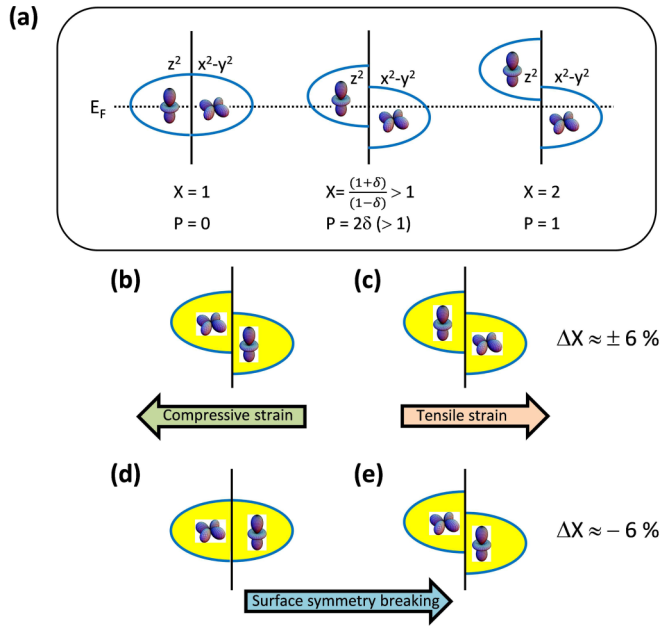 (a)
z² x²-y² z² x²-y² z² x²-y²
E_F
X = 1 X= (1+δ)/(1−δ) > 1 X = 2
P = 0 P = 2δ (> 1) P = 1
(b) (c)
ΔX ≈ ± 6 %
Compressive strain Tensile strain
(d) (e)
ΔX ≈ − 6 %
Surface symmetry breaking